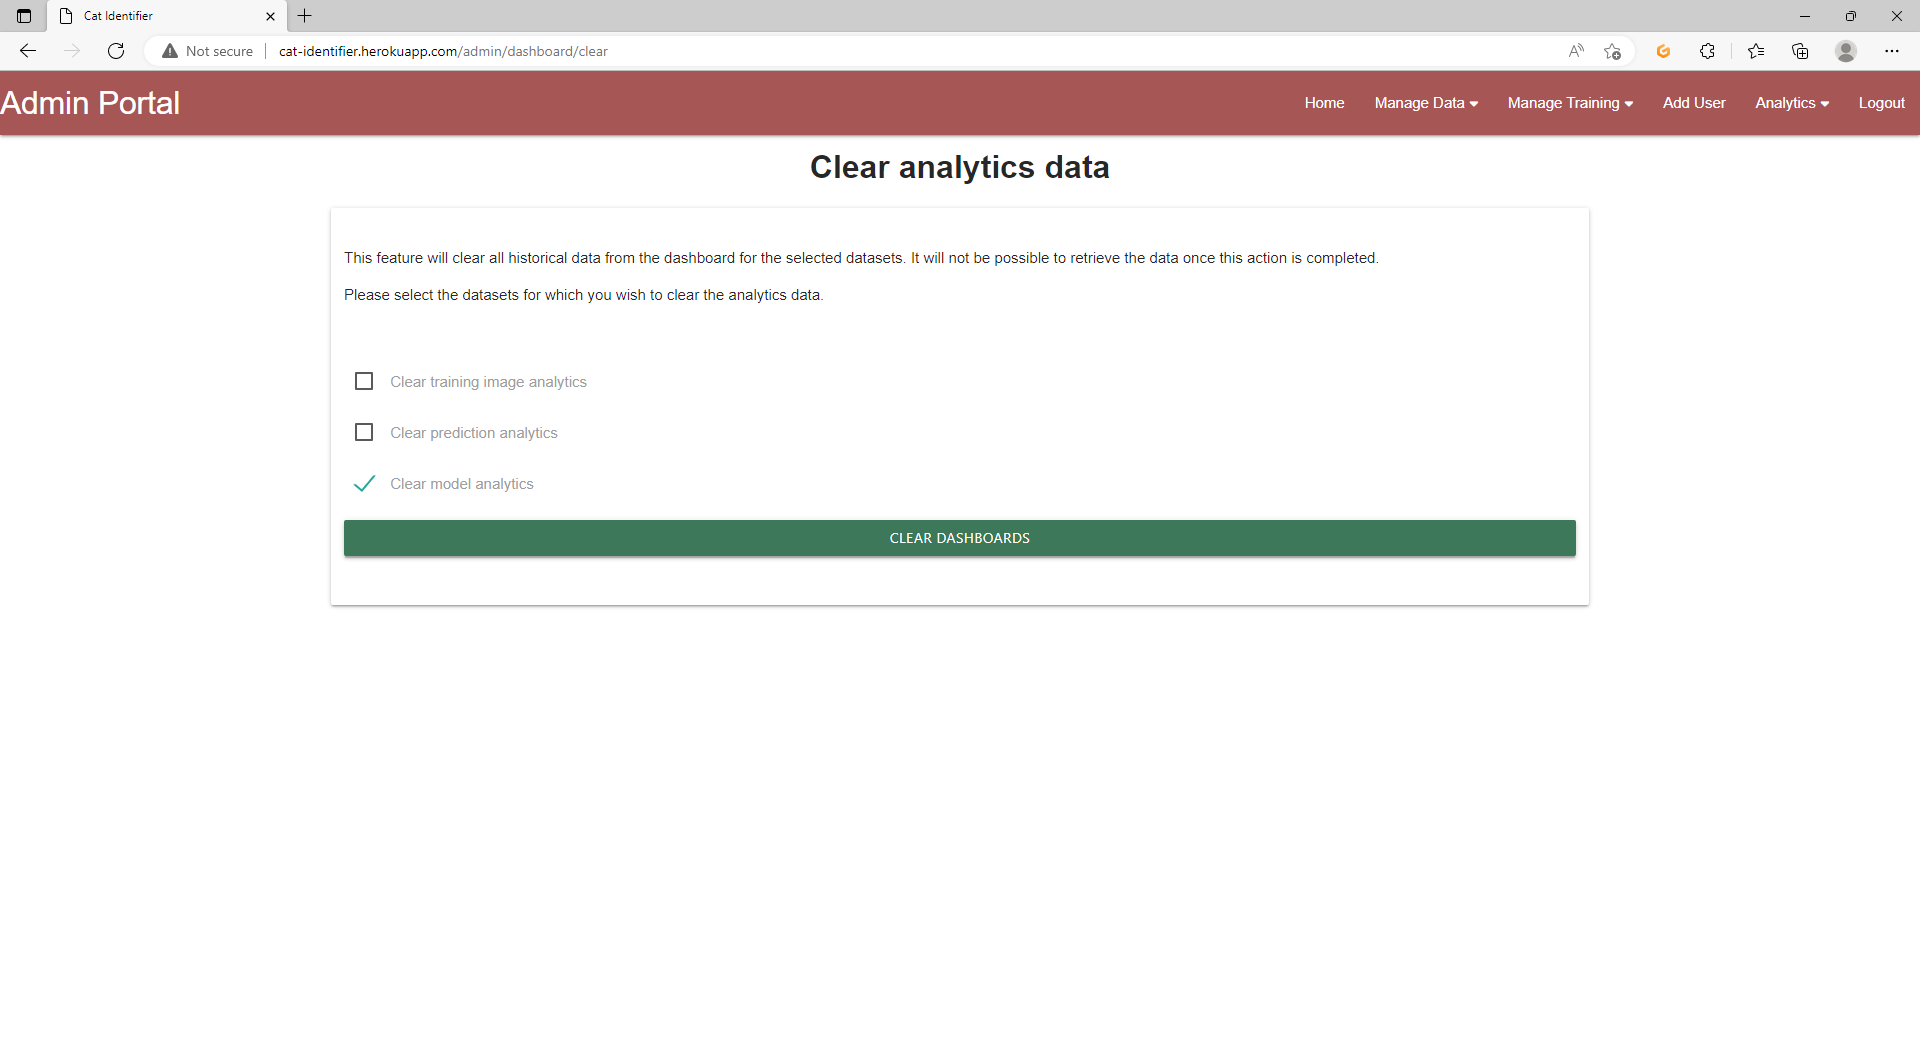 Cat Identifier
Not secure
cat-identifier.herokuapp.com/admin/dashboard/clear
Admin Portal
Home
Manage Data
Manage Training
Add User
Analytics
Logout
Clear analytics data
This feature will clear all historical data from the dashboard for the selected datasets. It will not be possible to retrieve the data once this action is completed.
Please select the datasets for which you wish to clear the analytics data.
Clear training image analytics
Clear prediction analytics
Clear model analytics
CLEAR DASHBOARDS